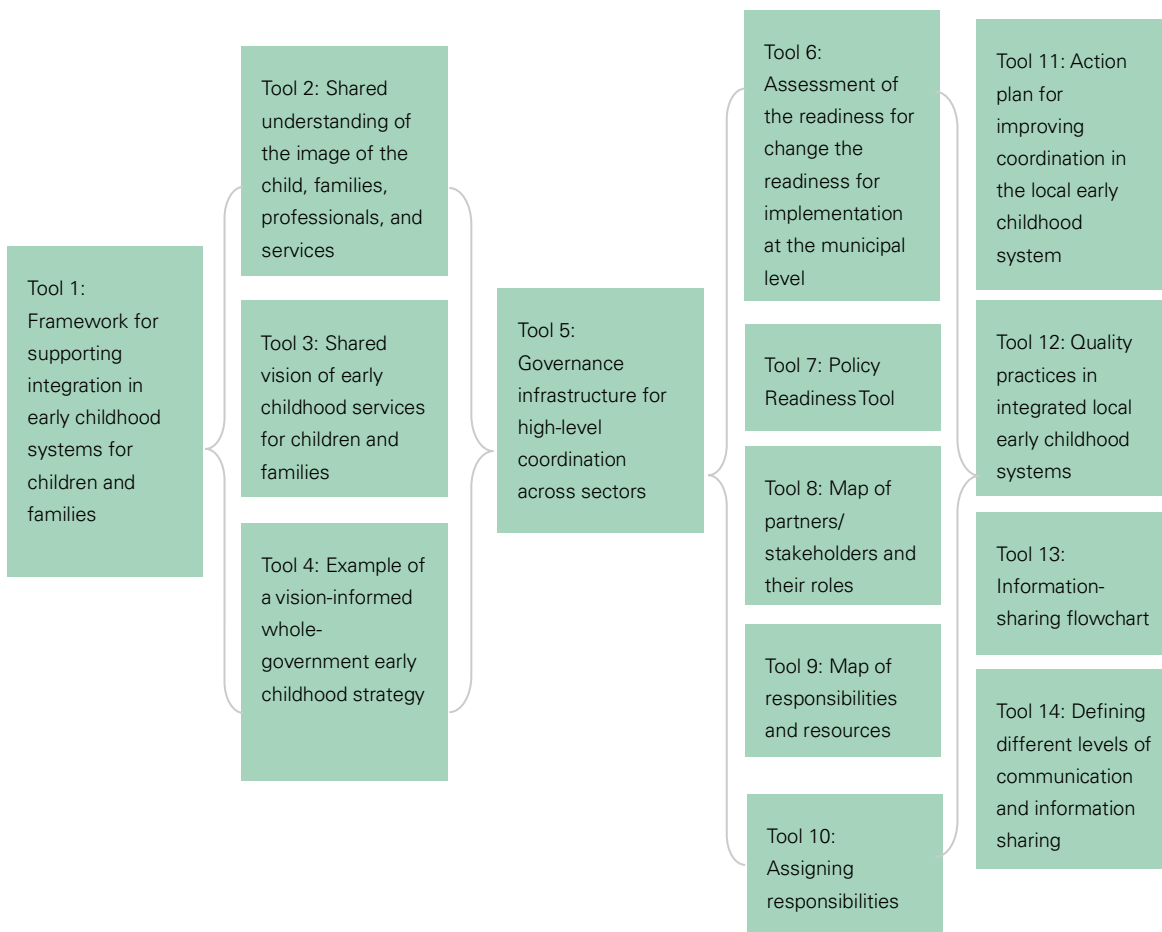 Tool 1:
Framework for
supporting
integration in
early childhood
systems for
children and
families
Tool 2: Shared
understanding of
the image of the
child, families,
professionals, and
services
Tool 3: Shared
vision of early
childhood services
for children and
families
Tool 4: Example of
a vision-informed
whole-
government early
childhood strategy
Tool 5:
Governance
infrastructure for
high-level
coordination
across sectors
Tool 6:
Assessment of
the readiness for
change the
readiness for
implementation
at the municipal
level
Tool 7: Policy
Readiness Tool
Tool 8: Map of
partners/
stakeholders and
their roles
Tool 9: Map of
responsibilities
and resources
Tool 10:
Assigning
responsibilities
Tool 11: Action
plan for
improving
coordination in
the local early
childhood
system
Tool 12: Quality
practices in
integrated local
early childhood
systems
Tool 13:
Information-
sharing flowchart
Tool 14: Defining
different levels of
communication
and information
sharing